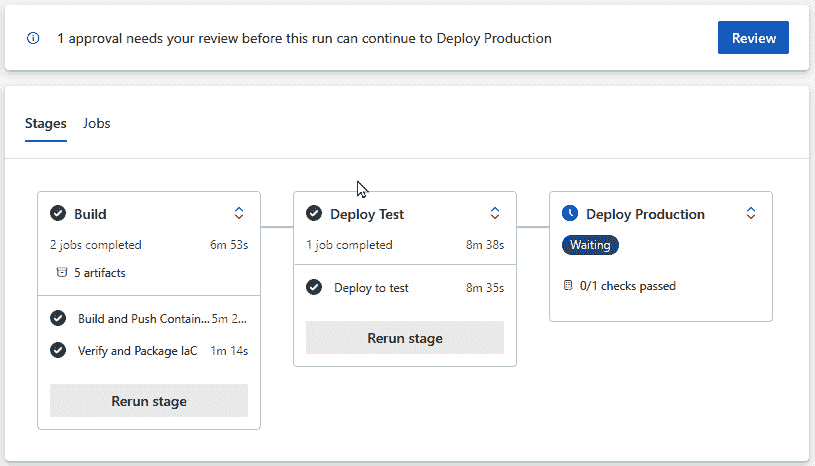 1 approval needs your review before this run can continue to Deploy Production
Review
Stages Jobs
Build
2 jobs completed 6m 53s
5 artifacts
Build and Push Contain... 5m 2...
Verify and Package IaC 1m 14s
Rerun stage
Deploy Test
1 job completed 8m 38s
Deploy to test 8m 35s
Rerun stage
Deploy Production
Waiting
0/1 checks passed